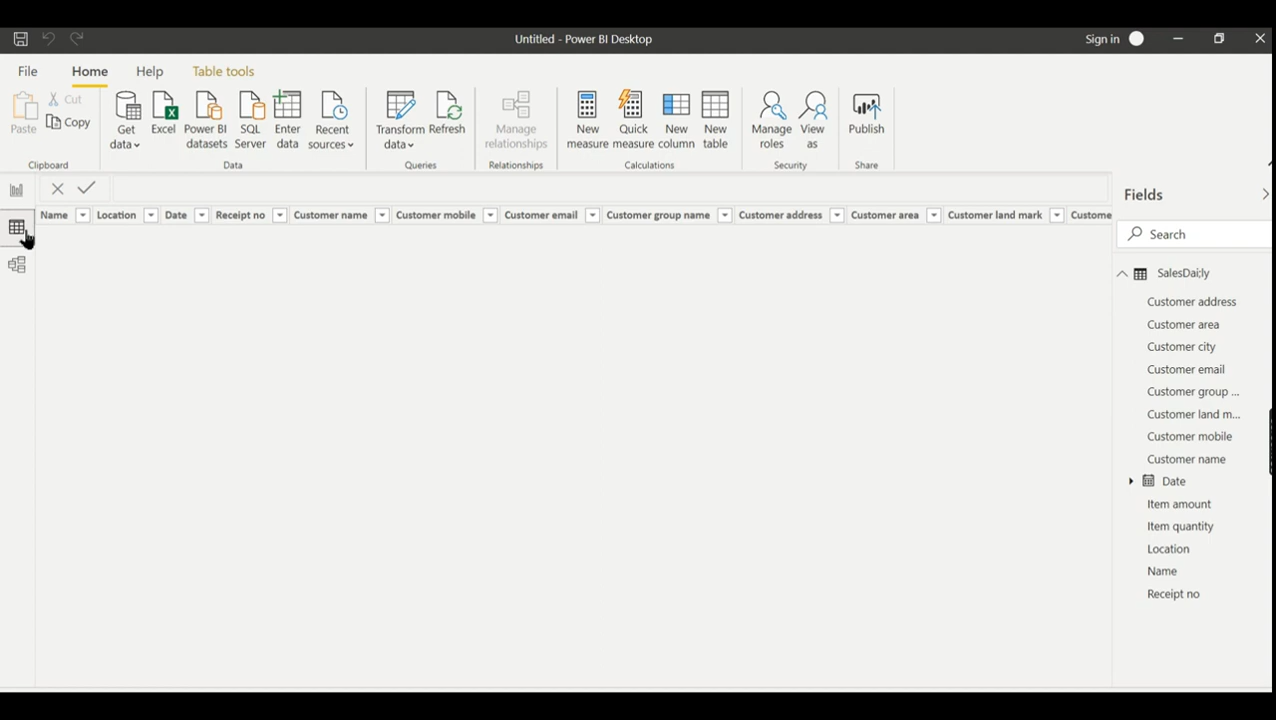 Untitled - Power BI Desktop
Sign in
File Home Help Table tools
Paste
Cut
Copy
Clipboard
Get data
Excel
Power BI datasets
SQL Server
Enter data
Recent sources
Data
Transform data
Refresh
Queries
Manage relationships
Relationships
New measure
Quick measure
New column
New table
Calculations
Manage roles
View as
Security
Publish
Share
Name Location Date Receipt no Customer name Customer mobile Customer email Customer group name Customer address Customer area Customer land mark Custome
Fields
Search
SalesDai;ly
Customer address
Customer area
Customer city
Customer email
Customer group ...
Customer land m...
Customer mobile
Customer name
Date
Item amount
Item quantity
Location
Name
Receipt no